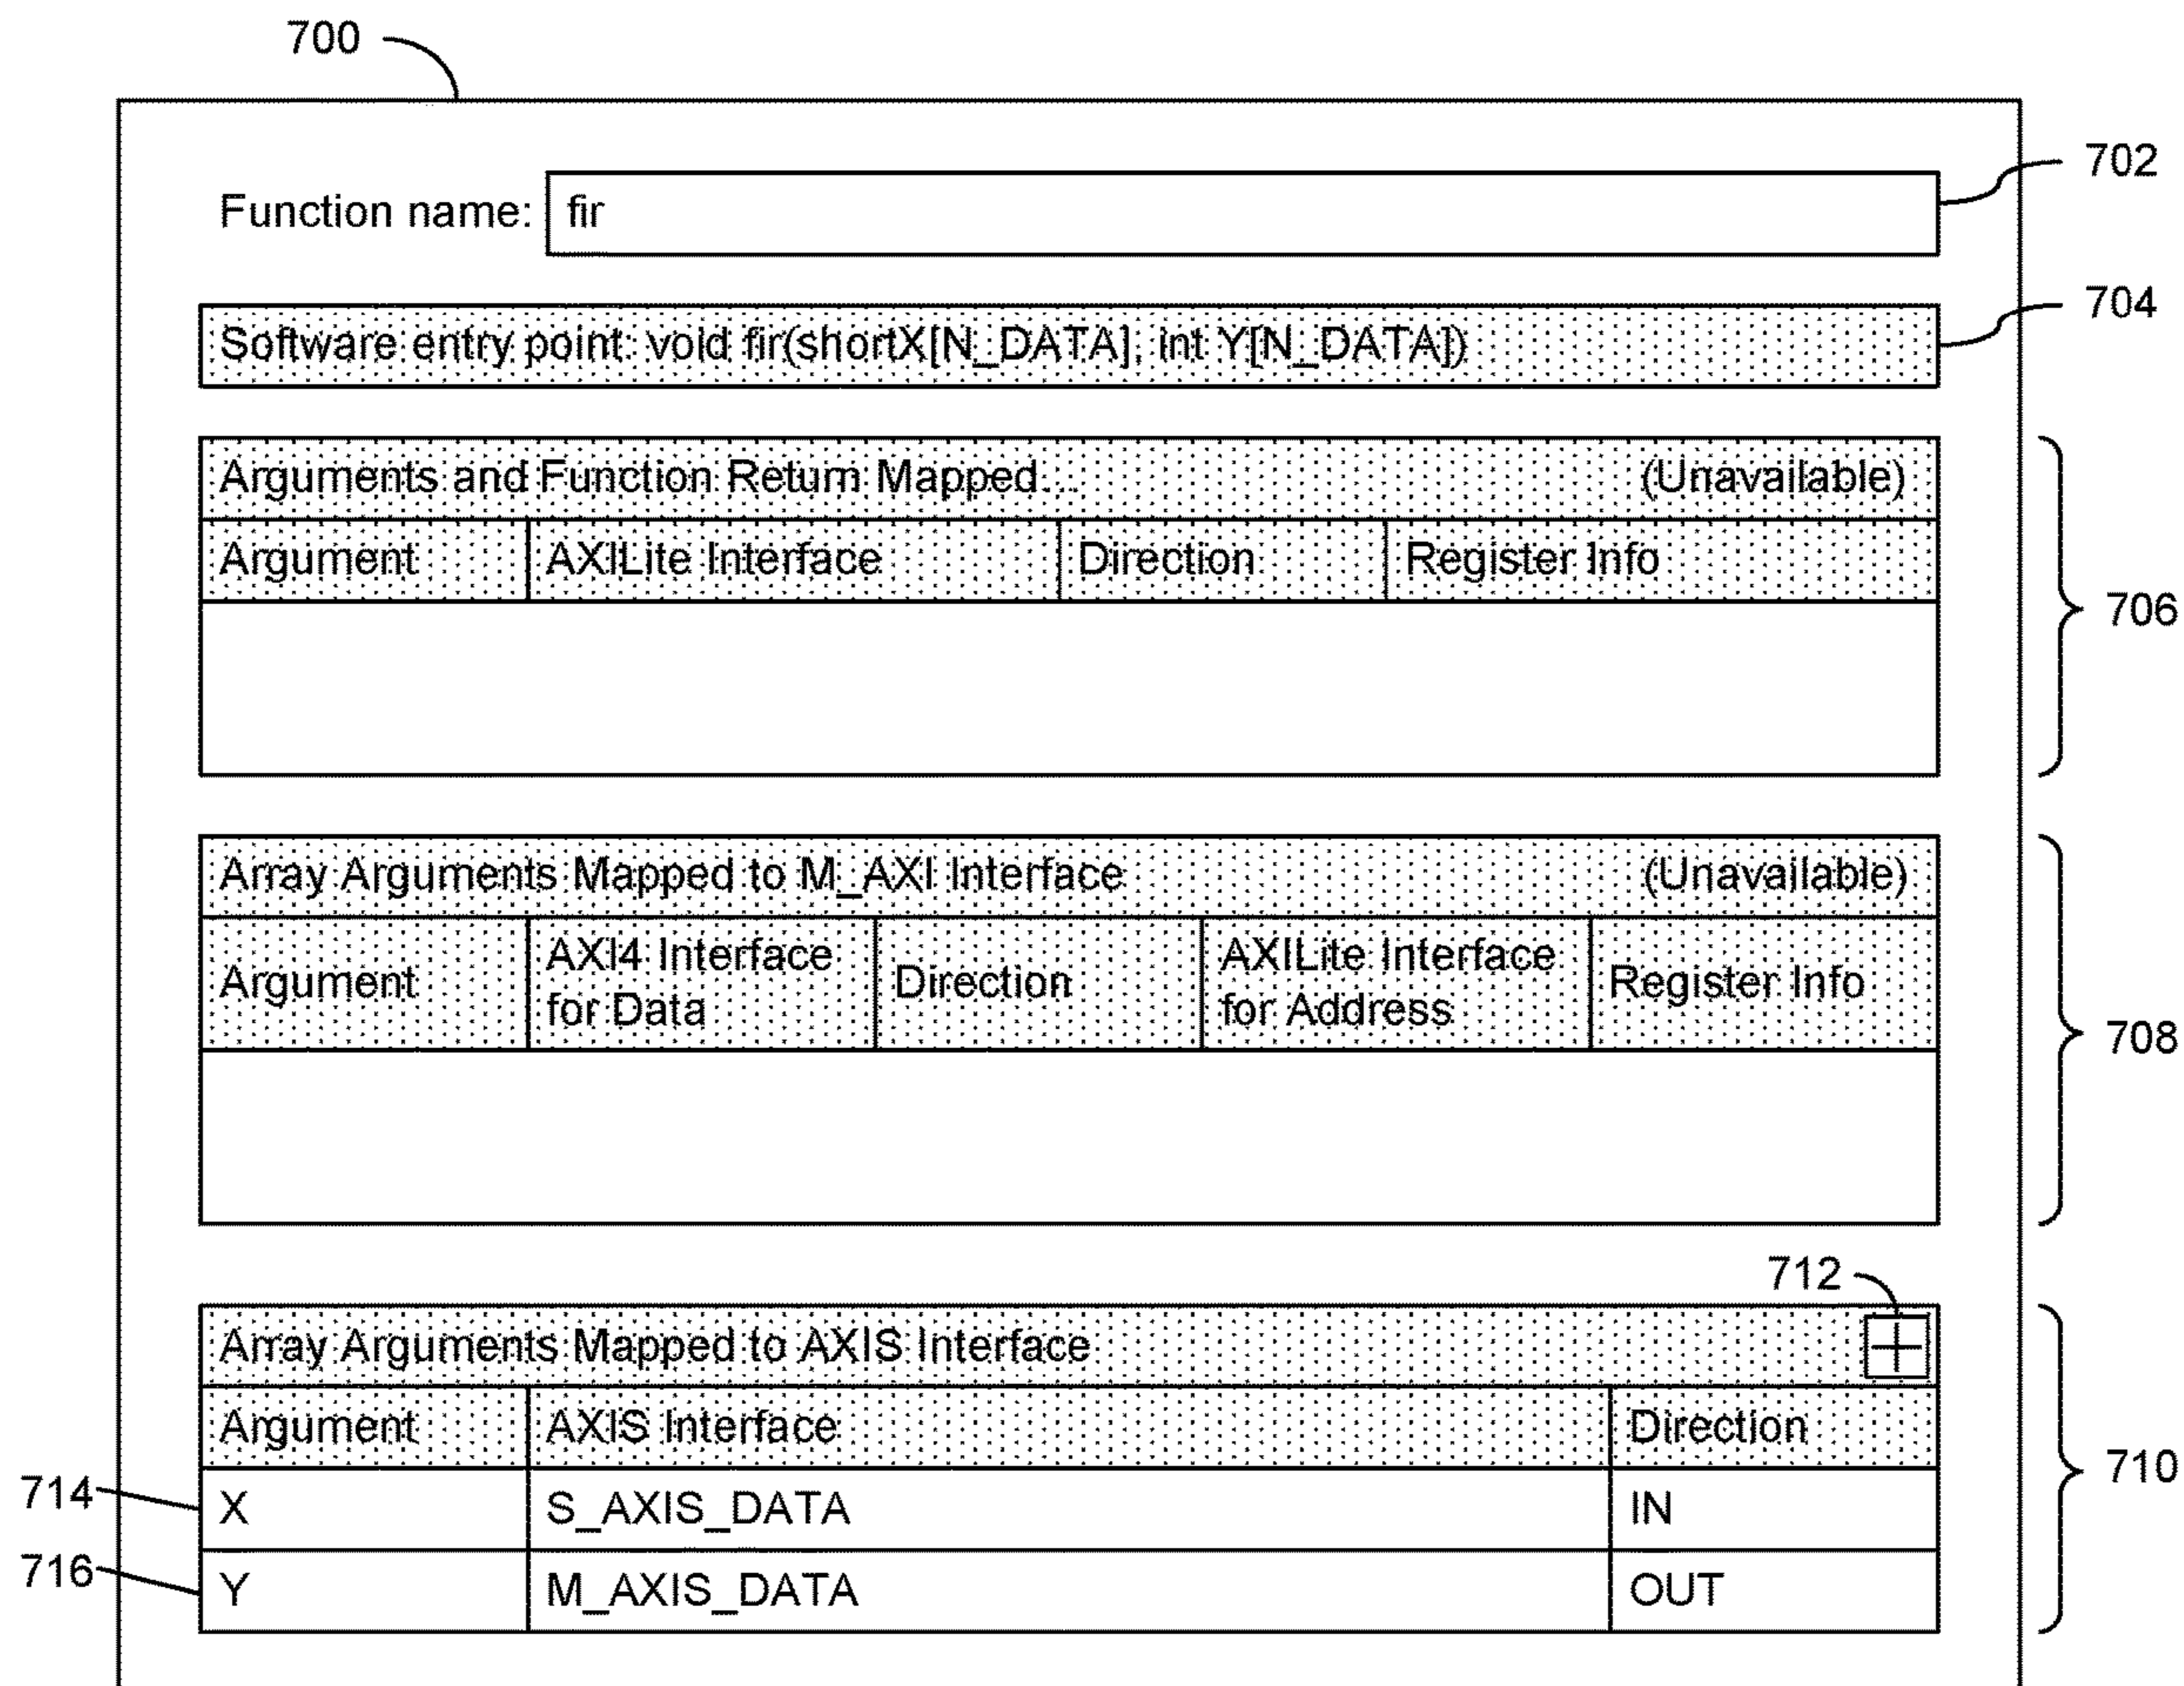 700
702
Function name: fir
704
Software entry point: void fir(shortX[N_DATA], int Y[N_DATA])
Arguments and Function Return Mapped... (Unavailable)
Argument AXILite Interface Direction Register Info
706
Array Arguments Mapped to M_AXI Interface (Unavailable)
Argument AXI4 Interface for Data Direction AXILite Interface for Address Register Info
708
712
Array Arguments Mapped to AXIS Interface +
Argument AXIS Interface Direction
710
714 X S_AXIS_DATA IN
716 Y M_AXIS_DATA OUT